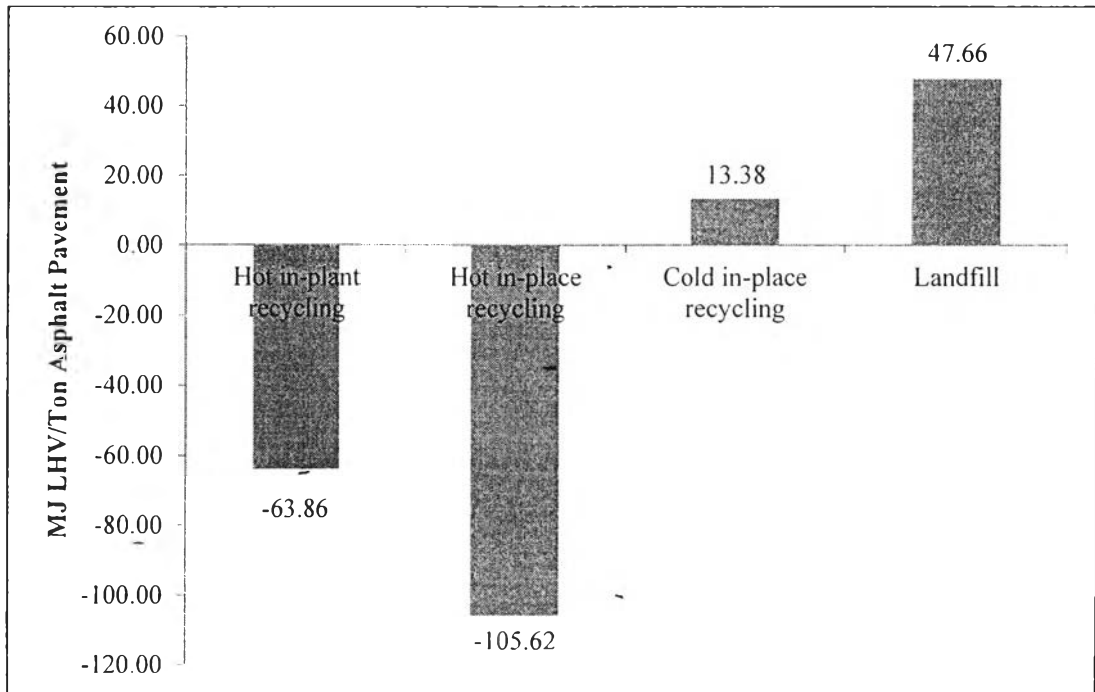 MJ LHV/Ton Asphalt Pavement
60.00
40.00
20.00
0.00
-20.00
-40.00
-60.00
-80.00
-100.00
-120.00
47.66
13.38
Hot in-plant
recycling
Hot in-place
recycling
Cold in-place
recycling
Landfill
-63.86
-105.62